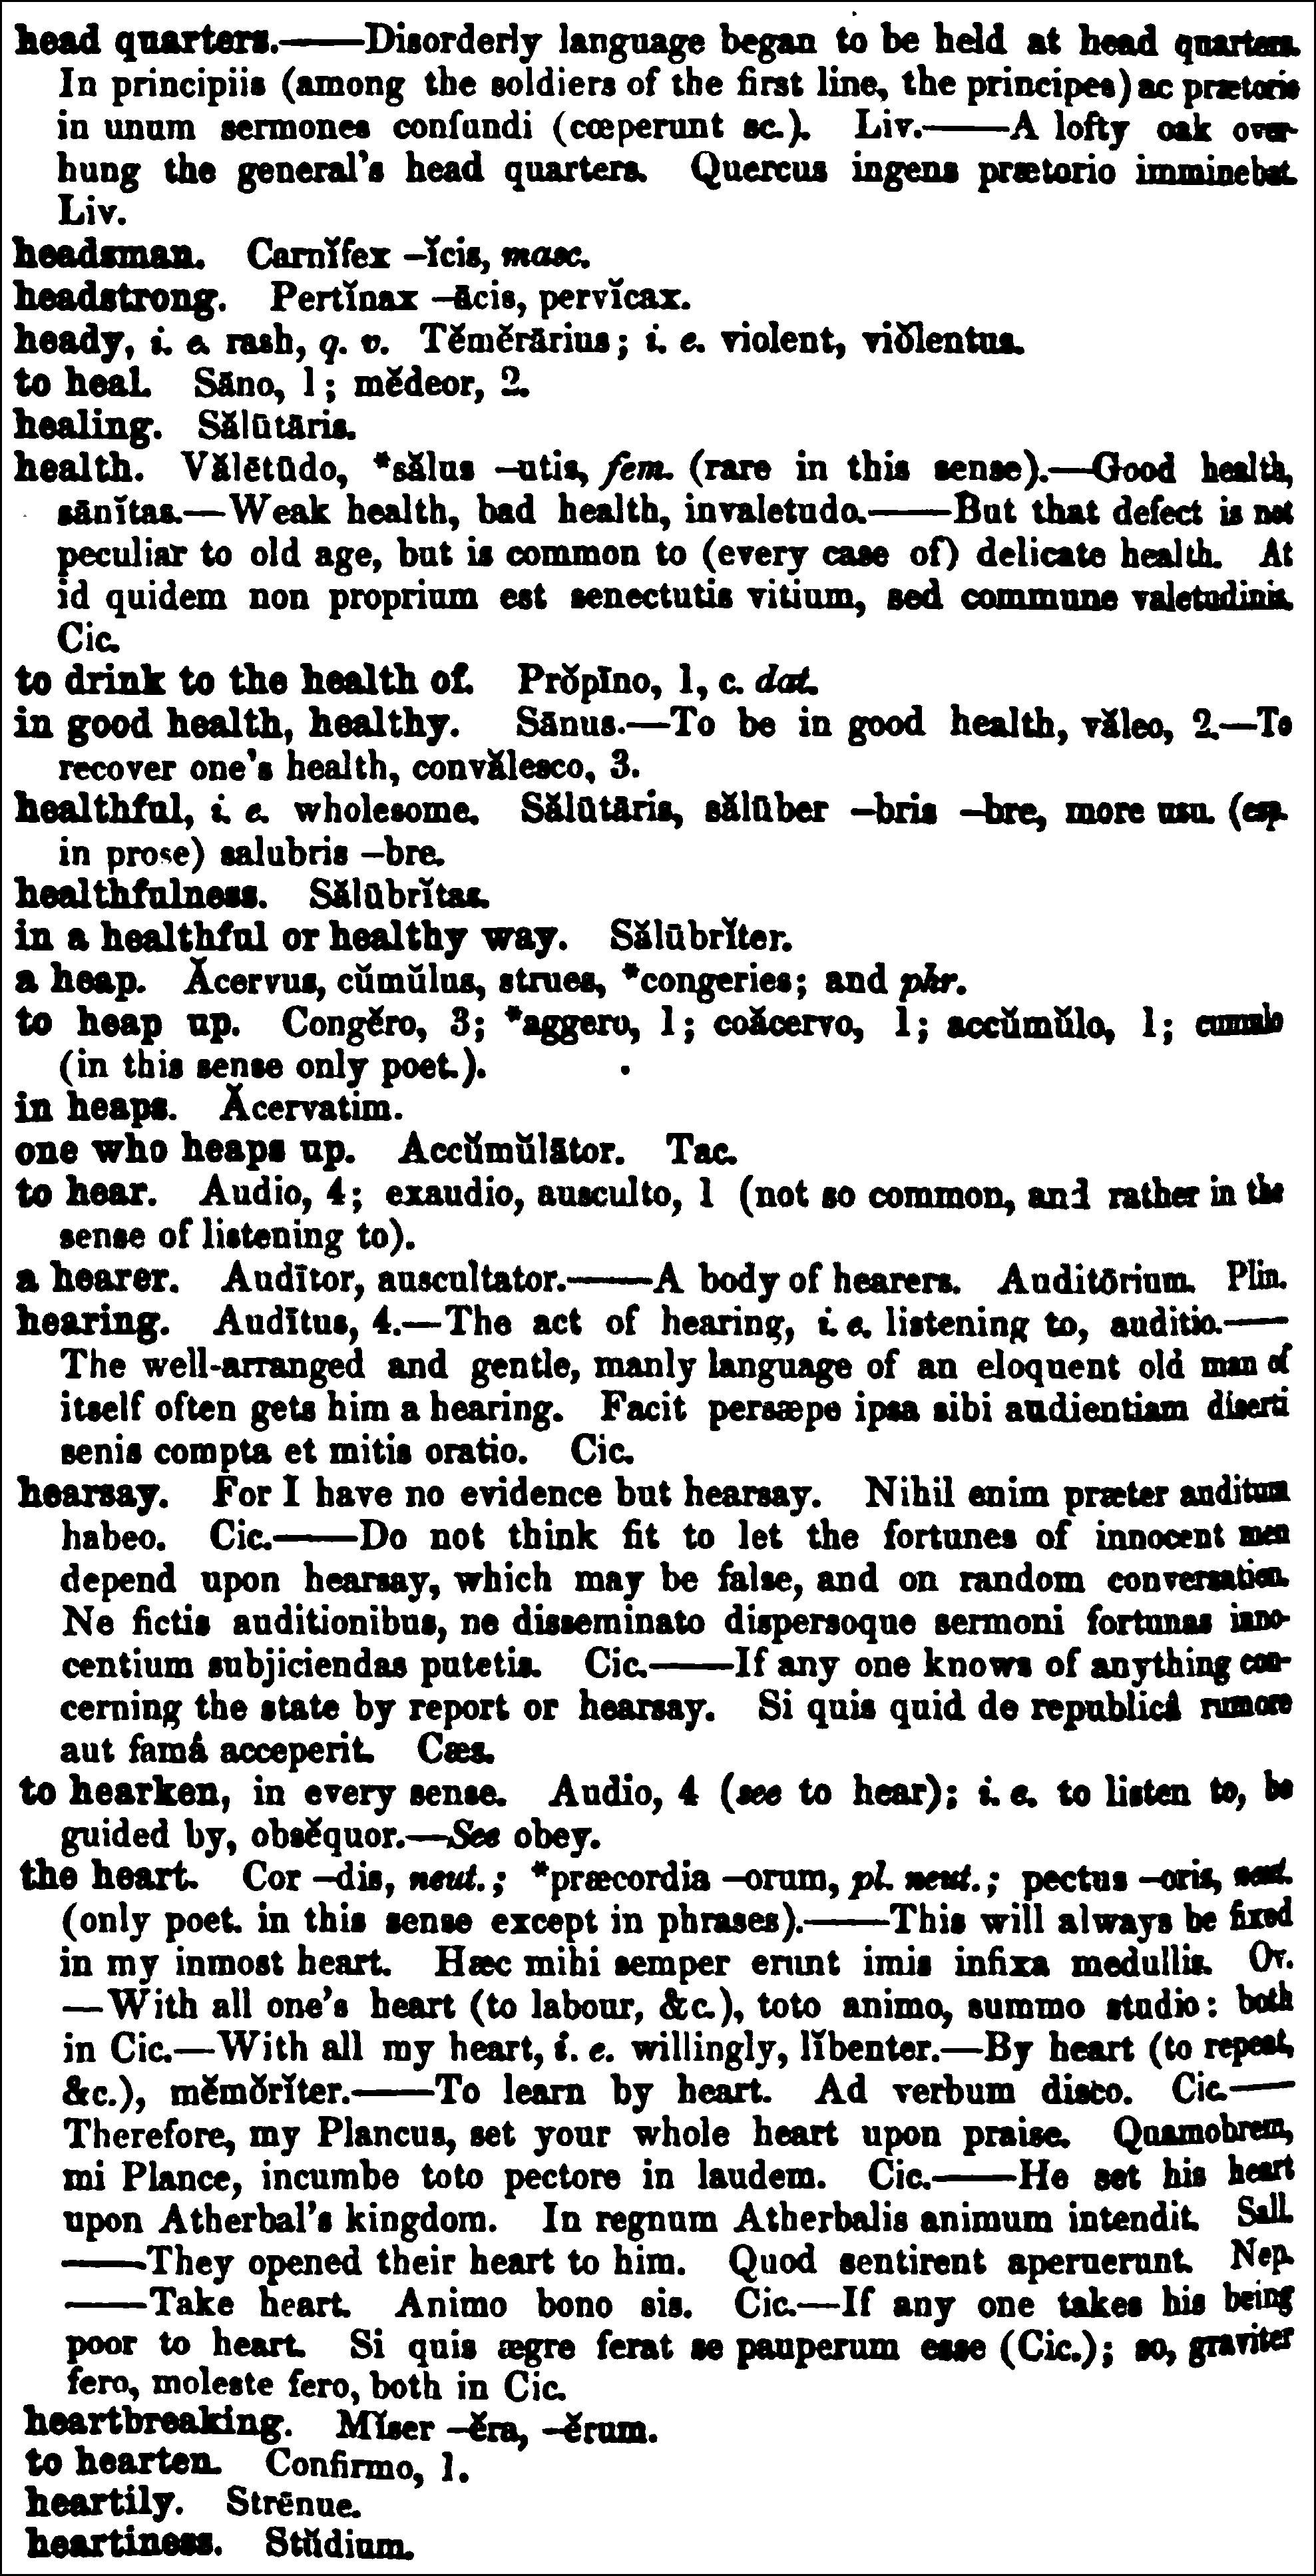 head quarters.——Disorderly language began to be held at head quarters.
In principiis (among the soldiers of the first line, the principes) ac prætoriis
in unum sermones confundi (cœperunt sc.). Liv.——A lofty oak over-
hung the general's head quarters. Quercus ingens prætorio imminebat.
Liv.
headsman. Carnĭfex –ĭcis, masc.
headstrong. Pertĭnax –ācis, pervĭcax.
heady, i. e. rash, q. v. Tĕmĕrārius; i. e. violent, viŏlentus.
to heal. Sāno, 1; mĕdeor, 2.
healing. Sălūtāris.
health. Vălētūdo, *sălus –utis, fem. (rare in this sense).—Good health,
sānĭtas.—Weak health, bad health, invaletudo.——But that defect is not
peculiar to old age, but is common to (every case of) delicate health. At
id quidem non proprium est senectutis vitium, sed commune valetudinis.
Cic.
to drink to the health of. Prŏpīno, 1, c. dat.
in good health, healthy. Sānus.—To be in good health, văleo, 2.—To
recover one's health, convălesco, 3.
healthful, i. e. wholesome. Sălūtāris, sălūber –bris –bre, more usu. (esp.
in prose) salubris –bre.
healthfulness. Sălūbrĭtas.
in a healthful or healthy way. Sălūbrĭter.
a heap. Ăcervus, cŭmŭlus, strues, *congeries; and phr.
to heap up. Congĕro, 3; *aggero, 1; coăcervo, 1; accŭmŭlo, 1; cumulo
(in this sense only poet.).
in heaps. Ăcervatim.
one who heaps up. Accŭmŭlātor. Tac.
to hear. Audio, 4; exaudio, ausculto, 1 (not so common, and rather in the
sense of listening to).
a hearer. Audītor, auscultator.——A body of hearers. Auditōrium. Plin.
hearing. Audītus, 4.—The act of hearing, i. e. listening to, auditio.——
The well-arranged and gentle, manly language of an eloquent old man of
itself often gets him a hearing. Facit persæpe ipsa sibi audientiam diserti
senis compta et mitis oratio. Cic.
hearsay. For I have no evidence but hearsay. Nihil enim præter auditum
habeo. Cic.——Do not think fit to let the fortunes of innocent men
depend upon hearsay, which may be false, and on random conversation.
Ne fictis auditionibus, ne disseminato dispersoque sermoni fortunas inno-
centium subjiciendas putetis. Cic.——If any one knows of anything con-
cerning the state by report or hearsay. Si quis quid de republicâ rumore
aut famâ acceperit. Cæs.
to hearken, in every sense. Audio, 4 (see to hear); i. e. to listen to, be
guided by, obsĕquor.—See obey.
the heart. Cor –dis, neut.; *præcordia –orum, pl. neut.; pectus –oris, neut.
(only poet. in this sense except in phrases).——This will always be fixed
in my inmost heart. Hæc mihi semper erunt imis infixa medullis. Ov.
—With all one's heart (to labour, &c.), toto animo, summo studio: both
in Cic.—With all my heart, i. e. willingly, lĭbenter.—By heart (to repeat,
&c.), mĕmŏrĭter.——To learn by heart. Ad verbum disco. Cic.——
Therefore, my Plancus, set your whole heart upon praise. Quamobrem,
mi Plance, incumbe toto pectore in laudem. Cic.——He set his heart
upon Atherbal's kingdom. In regnum Atherbalis animum intendit. Sall.
——They opened their heart to him. Quod sentirent aperuerunt. Nep.
——Take heart. Animo bono sis. Cic.—If any one takes his being
poor to heart. Si quis ægre ferat se pauperum esse (Cic.); so, graviter
fero, moleste fero, both in Cic.
heartbreaking. Mĭser –ĕra, –ĕrum.
to hearten. Confirmo, 1.
heartily. Strēnue.
heartiness. Stŭdium.